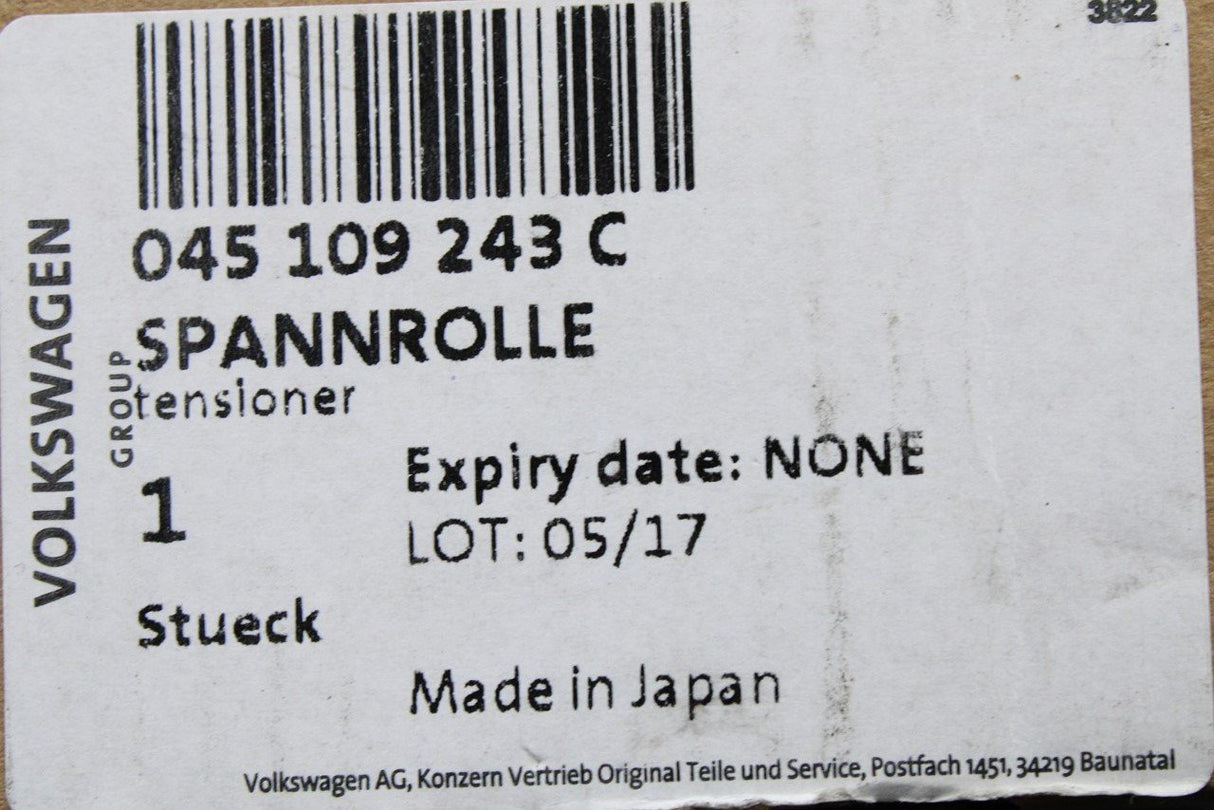 3822
VOLKSWAGEN
GROUP
045 109 243 C
SPANNROLLE
tensioner
1
Expiry date: NONE
LOT: 05/17
Stueck
Made in Japan
Volkswagen AG, Konzern Vertrieb Original Teile und Service, Postfach 1451, 34219 Baunatal